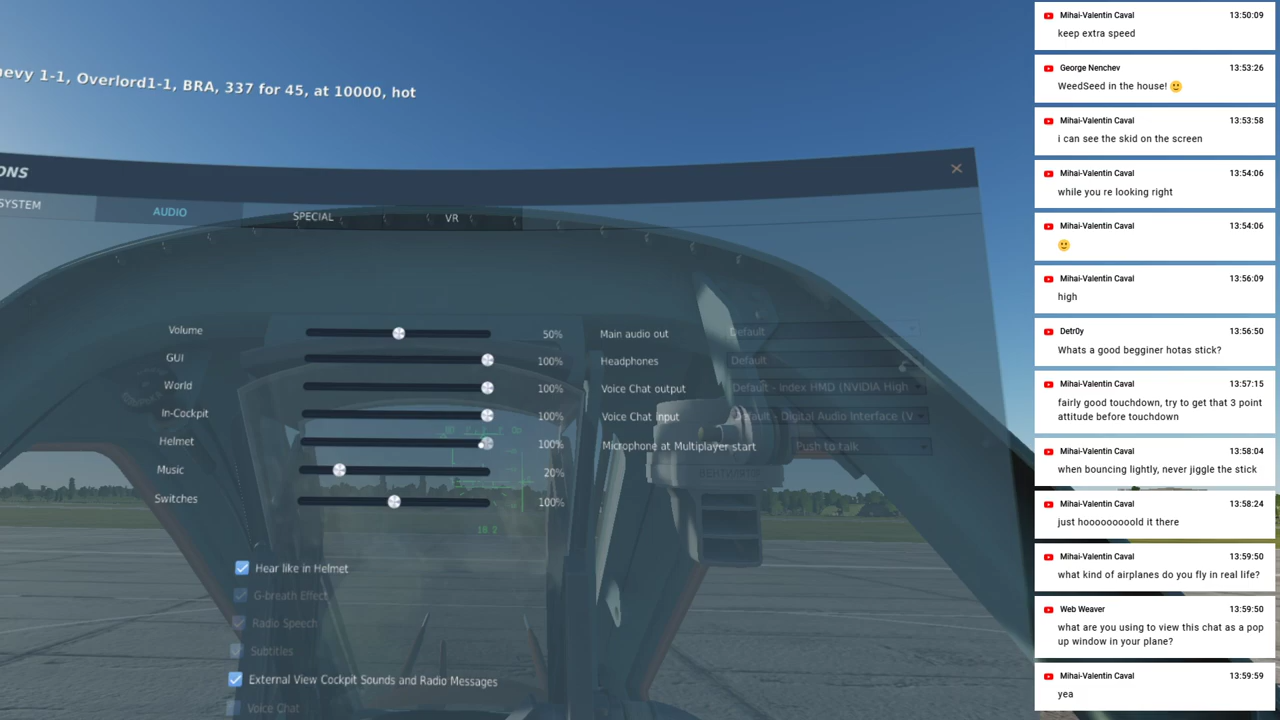 hevy 1-1, Overlord1-1, BRA, 337 for 45, at 10000, hot
ONS
SYSTEM
AUDIO
SPECIAL
VR
Volume 50%
GUI 100%
World 100%
In-Cockpit 100%
Helmet 100%
Music 20%
Switches 100%
Main audio out Default
Headphones Default
Voice Chat output Default - Index HMD (NVIDIA High
Voice Chat Input Default - Digital Audio Interface (V
Microphone at Multiplayer start Push to talk
10 0
Hear like in Helmet
G-breath Effect
Radio Speech
Subtitles
External View Cockpit Sounds and Radio Messages
Voice Chat
Mihai-Valentin Caval 13:50:09
keep extra speed
George Nenchev 13:53:26
WeedSeed in the house! 🙂
Mihai-Valentin Caval 13:53:58
i can see the skid on the screen
Mihai-Valentin Caval 13:54:06
while you re looking right
Mihai-Valentin Caval 13:54:06
🙂
Mihai-Valentin Caval 13:56:09
high
Detr0y 13:56:50
Whats a good begginer hotas stick?
Mihai-Valentin Caval 13:57:15
fairly good touchdown, try to get that 3 point
attitude before touchdown
Mihai-Valentin Caval 13:58:04
when bouncing lightly, never jiggle the stick
Mihai-Valentin Caval 13:58:24
just hooooooooold it there
Mihai-Valentin Caval 13:59:50
what kind of airplanes do you fly in real life?
Web Weaver 13:59:50
what are you using to view this chat as a pop
up window in your plane?
Mihai-Valentin Caval 13:59:59
yea